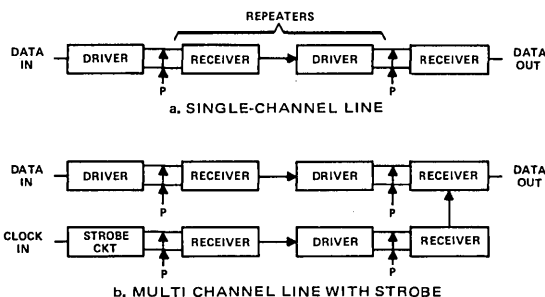 REPEATERS
DATA IN DRIVER RECEIVER DRIVER RECEIVER DATA OUT
P P
a. SINGLE-CHANNEL LINE
DATA IN DRIVER RECEIVER DRIVER RECEIVER DATA OUT
P P
CLOCK IN STROBE CKT RECEIVER DRIVER RECEIVER
P P
b. MULTI CHANNEL LINE WITH STROBE